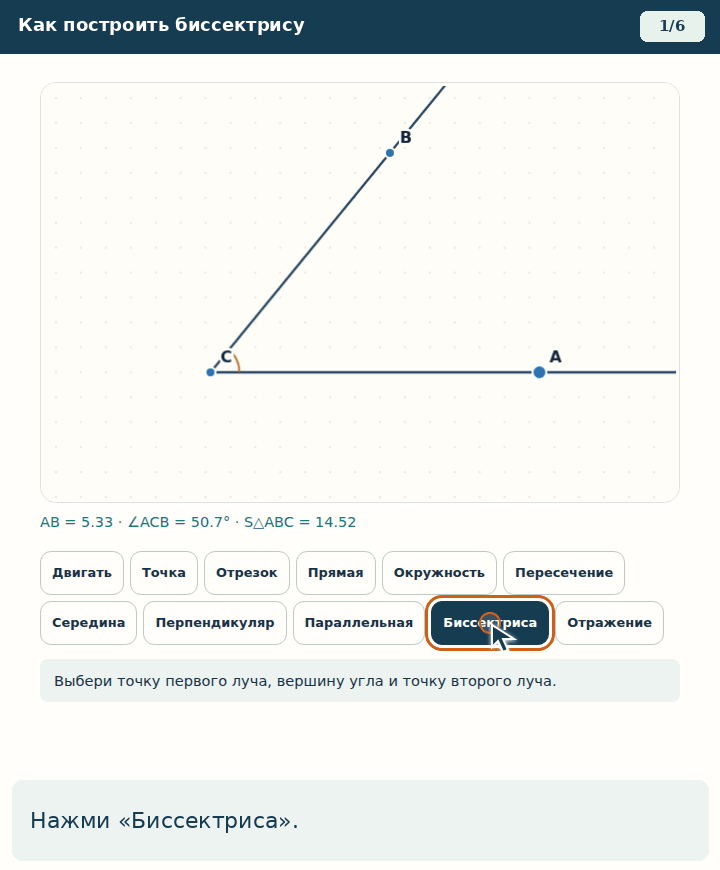 Как построить биссектрису
1/6
B
C
A
AB = 5.33 · ∠ACB = 50.7° · S△ABC = 14.52
Двигать Точка Отрезок Прямая Окружность Пересечение
Середина Перпендикуляр Параллельная Биссектриса Отражение
Выбери точку первого луча, вершину угла и точку второго луча.
Нажми «Биссектриса».